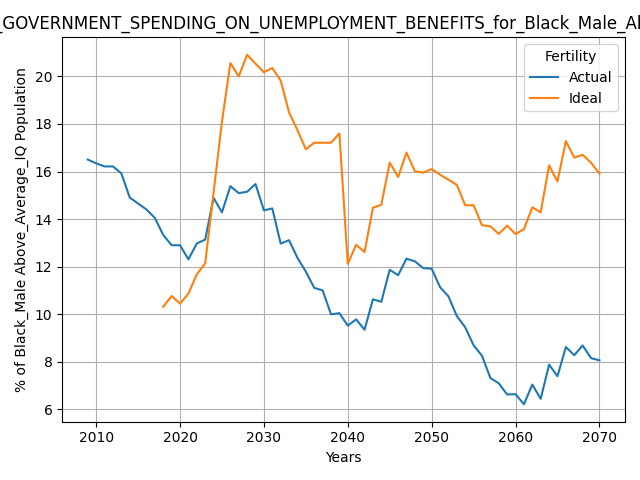 _GOVERNMENT_SPENDING_ON_UNEMPLOYMENT_BENEFITS_for_Black_Male_A
% of Black_Male Above_Average_IQ Population
20
18
16
14
12
10
8
6
Fertility
Actual
Ideal
2010 2020 2030 2040 2050 2060 2070
Years